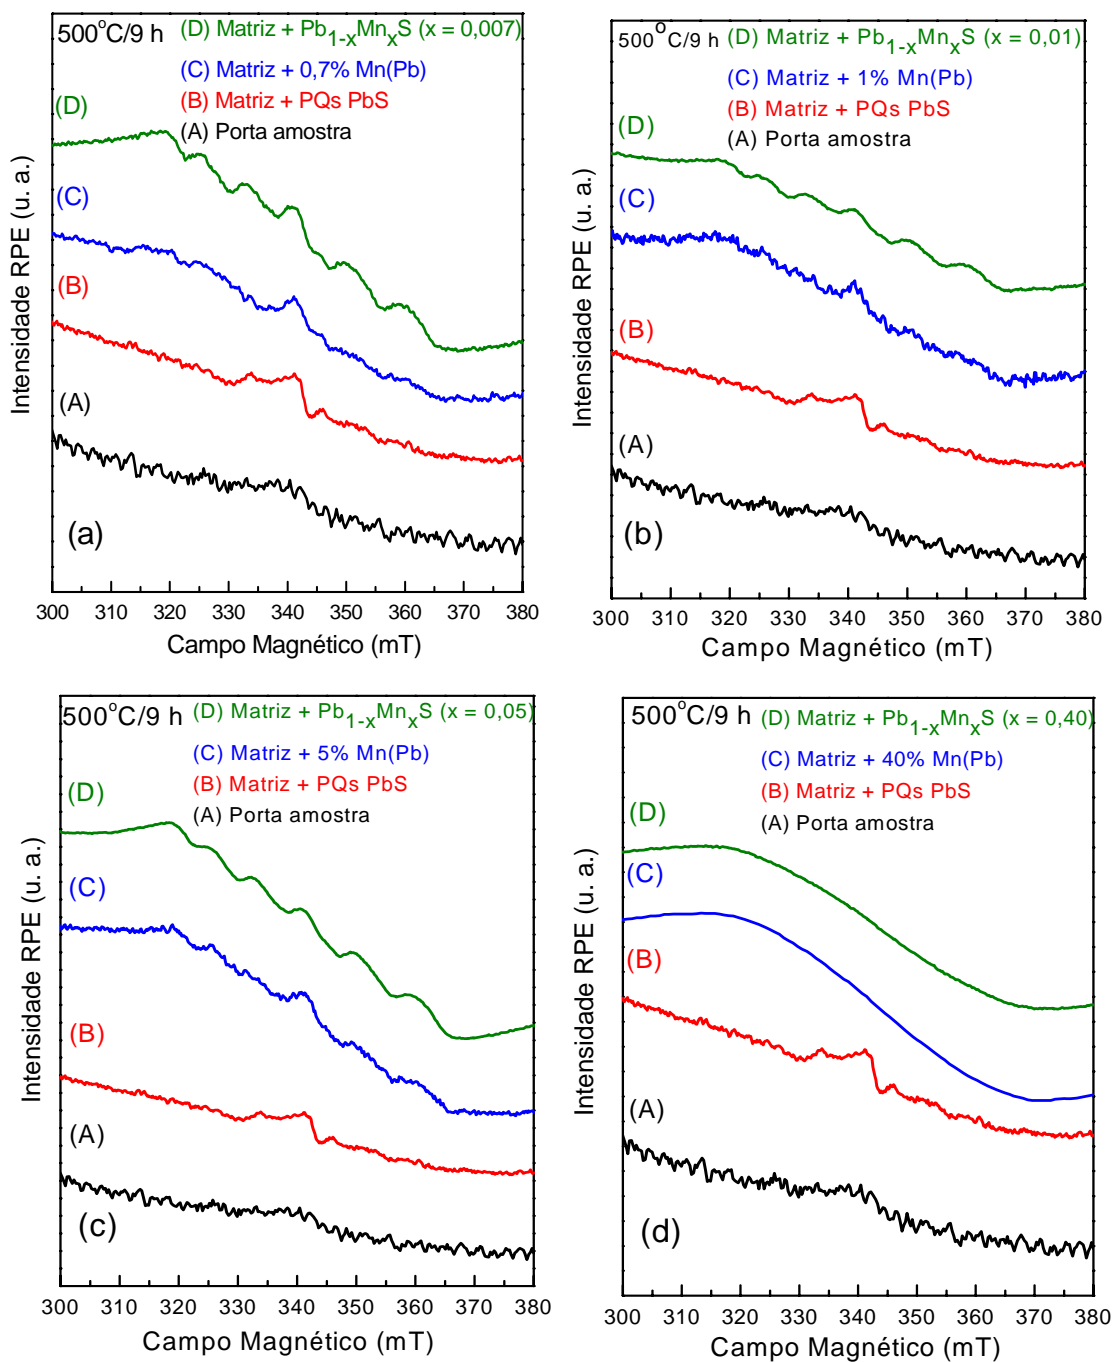 500°C/9 h (D) Matriz + Pb1-xMnxS (x = 0,007)
(C) Matriz + 0,7% Mn(Pb)
(B) Matriz + PQs PbS
(A) Porta amostra
(D)
(C)
(B)
(A)
(a)
Intensidade RPE (u. a.)
300 310 320 330 340 350 360 370 380
Campo Magnético (mT)
500°C/9 h (D) Matriz + Pb1-xMnxS (x = 0,01)
(C) Matriz + 1% Mn(Pb)
(B) Matriz + PQs PbS
(A) Porta amostra
(D)
(C)
(B)
(A)
(b)
Intensidade RPE (u. a.)
300 310 320 330 340 350 360 370 380
Campo Magnético (mT)
500°C/9 h (D) Matriz + Pb1-xMnxS (x = 0,05)
(C) Matriz + 5% Mn(Pb)
(B) Matriz + PQs PbS
(A) Porta amostra
(D)
(C)
(B)
(A)
(c)
Intensidade RPE (u. a.)
300 310 320 330 340 350 360 370 380
Campo Magnético (mT)
500°C/9 h (D) Matriz + Pb1-xMnxS (x = 0,40)
(C) Matriz + 40% Mn(Pb)
(B) Matriz + PQs PbS
(A) Porta amostra
(D)
(C)
(B)
(A)
(d)
Intensidade RPE (u. a.)
300 310 320 330 340 350 360 370 380
Campo Magnético (mT)